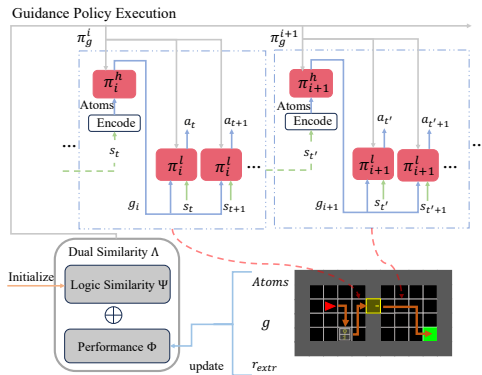 Guidance Policy Execution
π_g^i
π_g^{i+1}
π_i^h
π_{i+1}^h
Atoms
Atoms
Encode
Encode
a_t
a_{t+1}
a_{t'}
a_{t'+1}
...
s_t
π_i^l
π_i^l
...
s_{t'}
π_{i+1}^l
π_{i+1}^l
...
g_i
s_t
s_{t+1}
g_{i+1}
s_{t'}
s_{t'+1}
Dual Similarity Λ
Initialize
Logic Similarity Ψ
⊕
Performance Φ
update
Atoms
g
r_{extr}